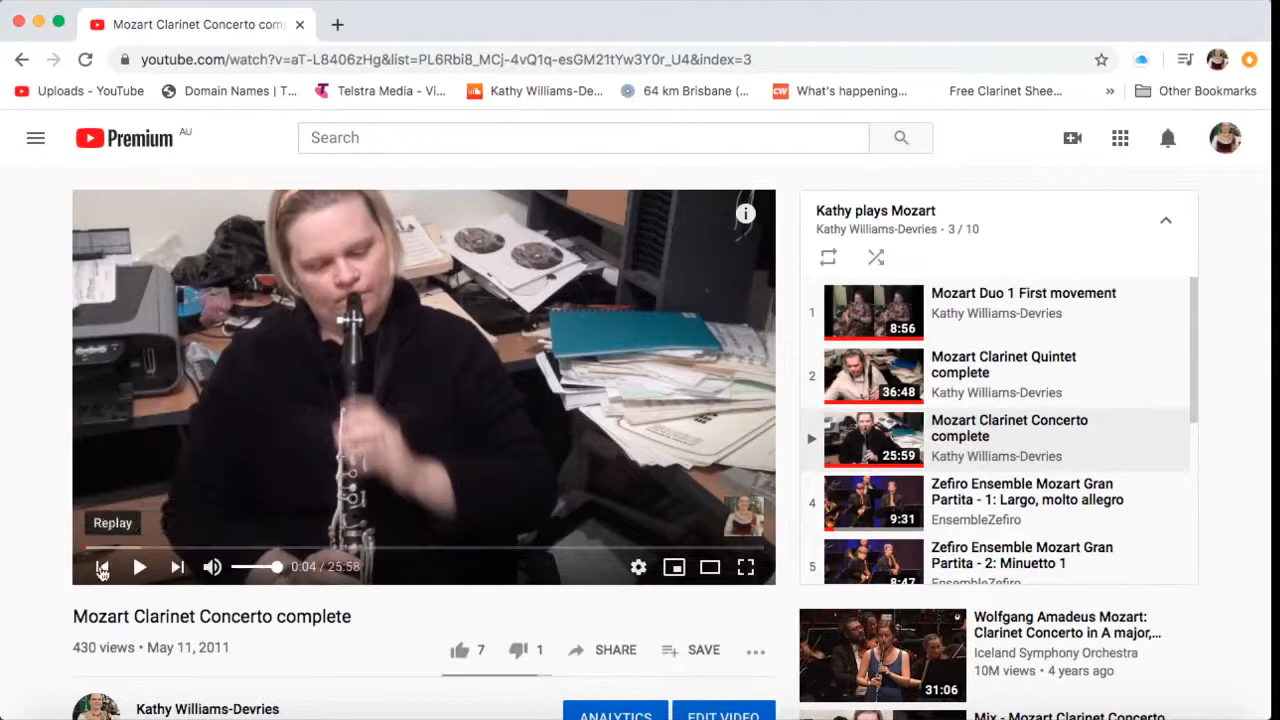 Mozart Clarinet Concerto com
youtube.com/watch?v=aT-L8406zHg&list=PL6Rbi8_MCj-4vQ1q-esGM21tYw3Y0r_U4&index=3
Uploads - YouTube
Domain Names | T...
Telstra Media - Vi...
Kathy Williams-De...
64 km Brisbane (...
What's happening...
Free Clarinet Shee...
»
Other Bookmarks
Premium AU
Search
Kathy plays Mozart
Kathy Williams-Devries - 3 / 10
1
Mozart Duo 1 First movement
Kathy Williams-Devries
8:56
2
Mozart Clarinet Quintet
complete
Kathy Williams-Devries
36:48
Mozart Clarinet Concerto
complete
Kathy Williams-Devries
25:59
4
Zefiro Ensemble Mozart Gran
Partita - 1: Largo, molto allegro
EnsembleZefiro
9:31
5
Zefiro Ensemble Mozart Gran
Partita - 2: Minuetto 1
EnsembleZefiro
8:47
Replay
0:04 / 25:58
Mozart Clarinet Concerto complete
430 views • May 11, 2011
7
1
SHARE
SAVE
Kathy Williams-Devries
ANALYTICS
EDIT VIDEO
Wolfgang Amadeus Mozart:
Clarinet Concerto in A major,...
Iceland Symphony Orchestra
10M views • 4 years ago
31:06
Mix - Mozart Clarinet Concerto